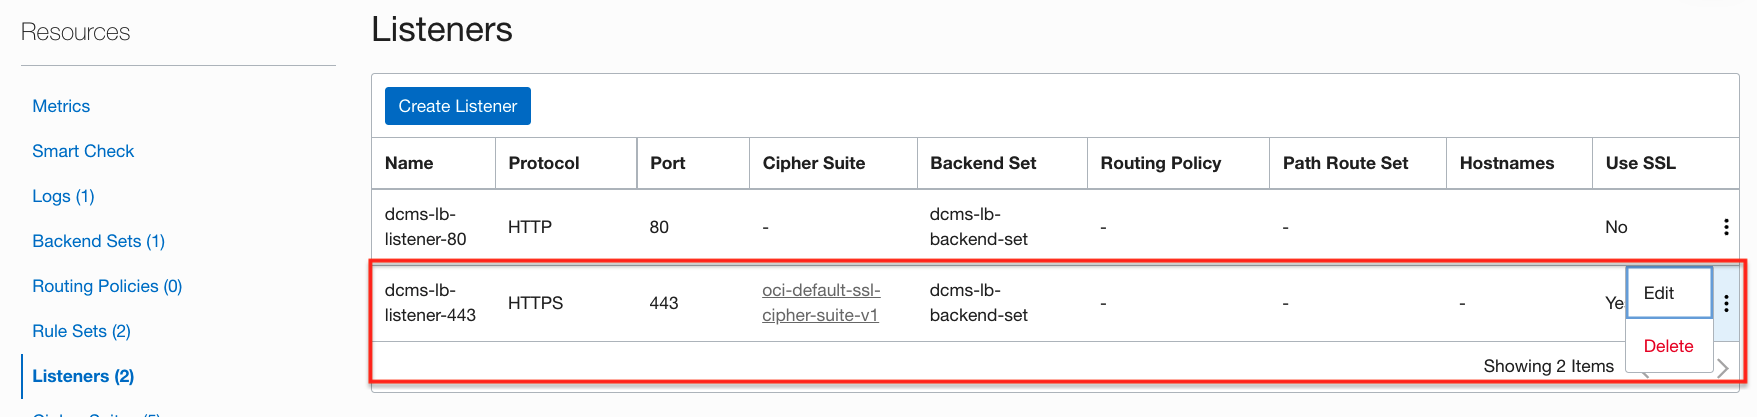 Resources
Metrics
Smart Check
Logs (1)
Backend Sets (1)
Routing Policies (0)
Rule Sets (2)
Listeners (2)
Listeners
Create Listener
Name Protocol Port Cipher Suite Backend Set Routing Policy Path Route Set Hostnames Use SSL
dcms-lb-
listener-80 HTTP 80 - dcms-lb-
backend-set - - No
dcms-lb-
listener-443 HTTPS 443 oci-default-ssl-
cipher-suite-v1 dcms-lb-
backend-set - - -
Edit
Delete
Showing 2 Items